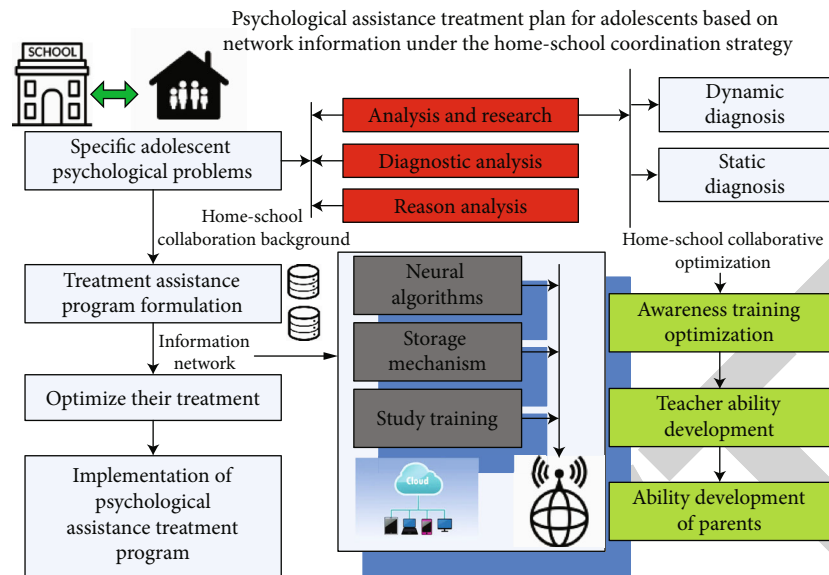 Psychological assistance treatment plan for adolescents based on
network information under the home-school coordination strategy
SCHOOL
Specific adolescent
psychological problems
Analysis and research
Diagnostic analysis
Reason analysis
Dynamic
diagnosis
Static
diagnosis
Home-school
collaboration background
Treatment assistance
program formulation
Information
network
Optimize their treatment
Implementation of
psychological
assistance treatment
program
Neural
algorithms
Storage
mechanism
Study training
Cloud
Home-school collaborative
optimization
Awareness training
optimization
Teacher ability
development
Ability development
of parents